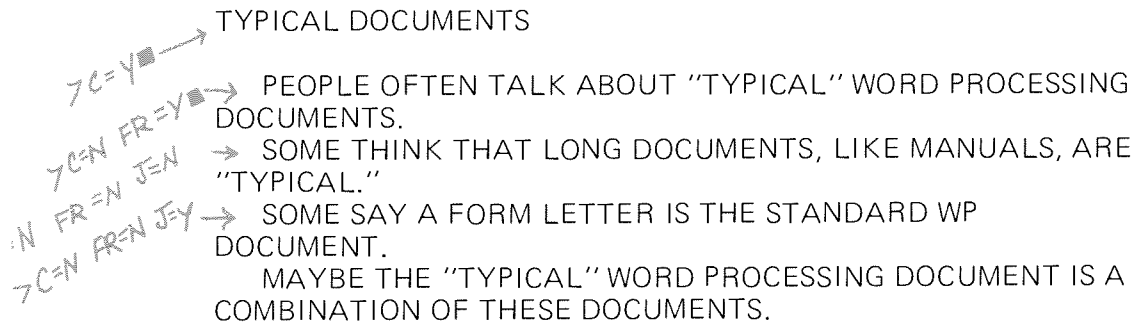 TYPICAL DOCUMENTS
>C=Y■→
PEOPLE OFTEN TALK ABOUT "TYPICAL" WORD PROCESSING
DOCUMENTS.
>C=N FR=Y■→
SOME THINK THAT LONG DOCUMENTS, LIKE MANUALS, ARE
"TYPICAL."
:N FR=N J=N →
SOME SAY A FORM LETTER IS THE STANDARD WP
DOCUMENT.
>C=N FR=N J=Y→
MAYBE THE "TYPICAL" WORD PROCESSING DOCUMENT IS A
COMBINATION OF THESE DOCUMENTS.